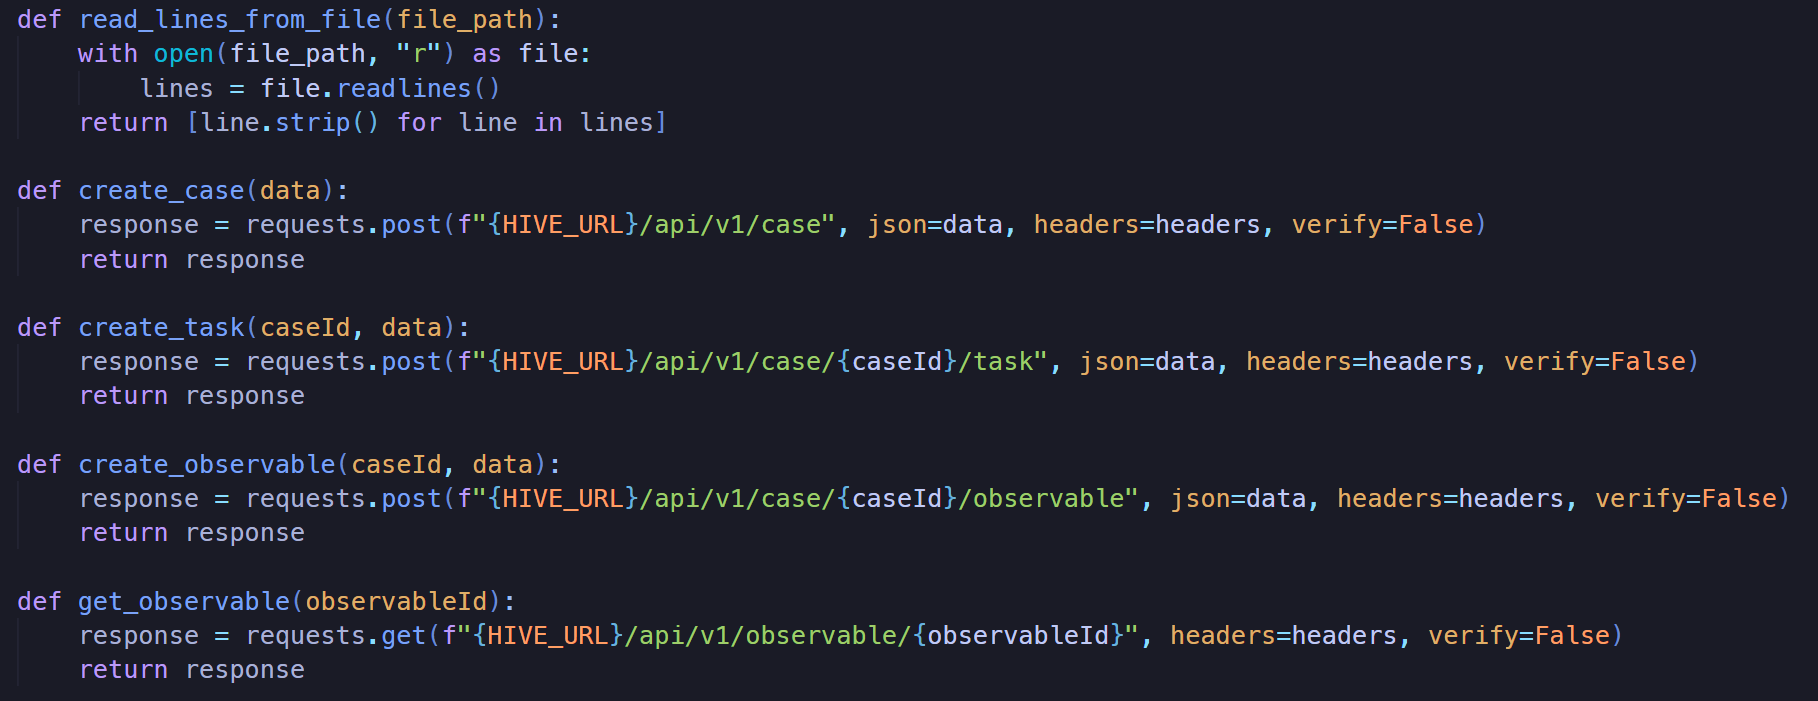 def read_lines_from_file(file_path):
    with open(file_path, "r") as file:
        lines = file.readlines()
    return [line.strip() for line in lines]

def create_case(data):
    response = requests.post(f"{HIVE_URL}/api/v1/case", json=data, headers=headers, verify=False)
    return response

def create_task(caseId, data):
    response = requests.post(f"{HIVE_URL}/api/v1/case/{caseId}/task", json=data, headers=headers, verify=False)
    return response

def create_observable(caseId, data):
    response = requests.post(f"{HIVE_URL}/api/v1/case/{caseId}/observable", json=data, headers=headers, verify=False)
    return response

def get_observable(observableId):
    response = requests.get(f"{HIVE_URL}/api/v1/observable/{observableId}", headers=headers, verify=False)
    return response